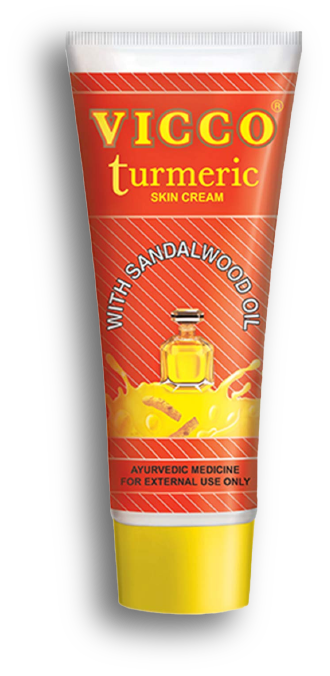 VICCO®
turmeric
SKIN CREAM
WITH SANDALWOOD OIL
AYURVEDIC MEDICINE
FOR EXTERNAL USE ONLY